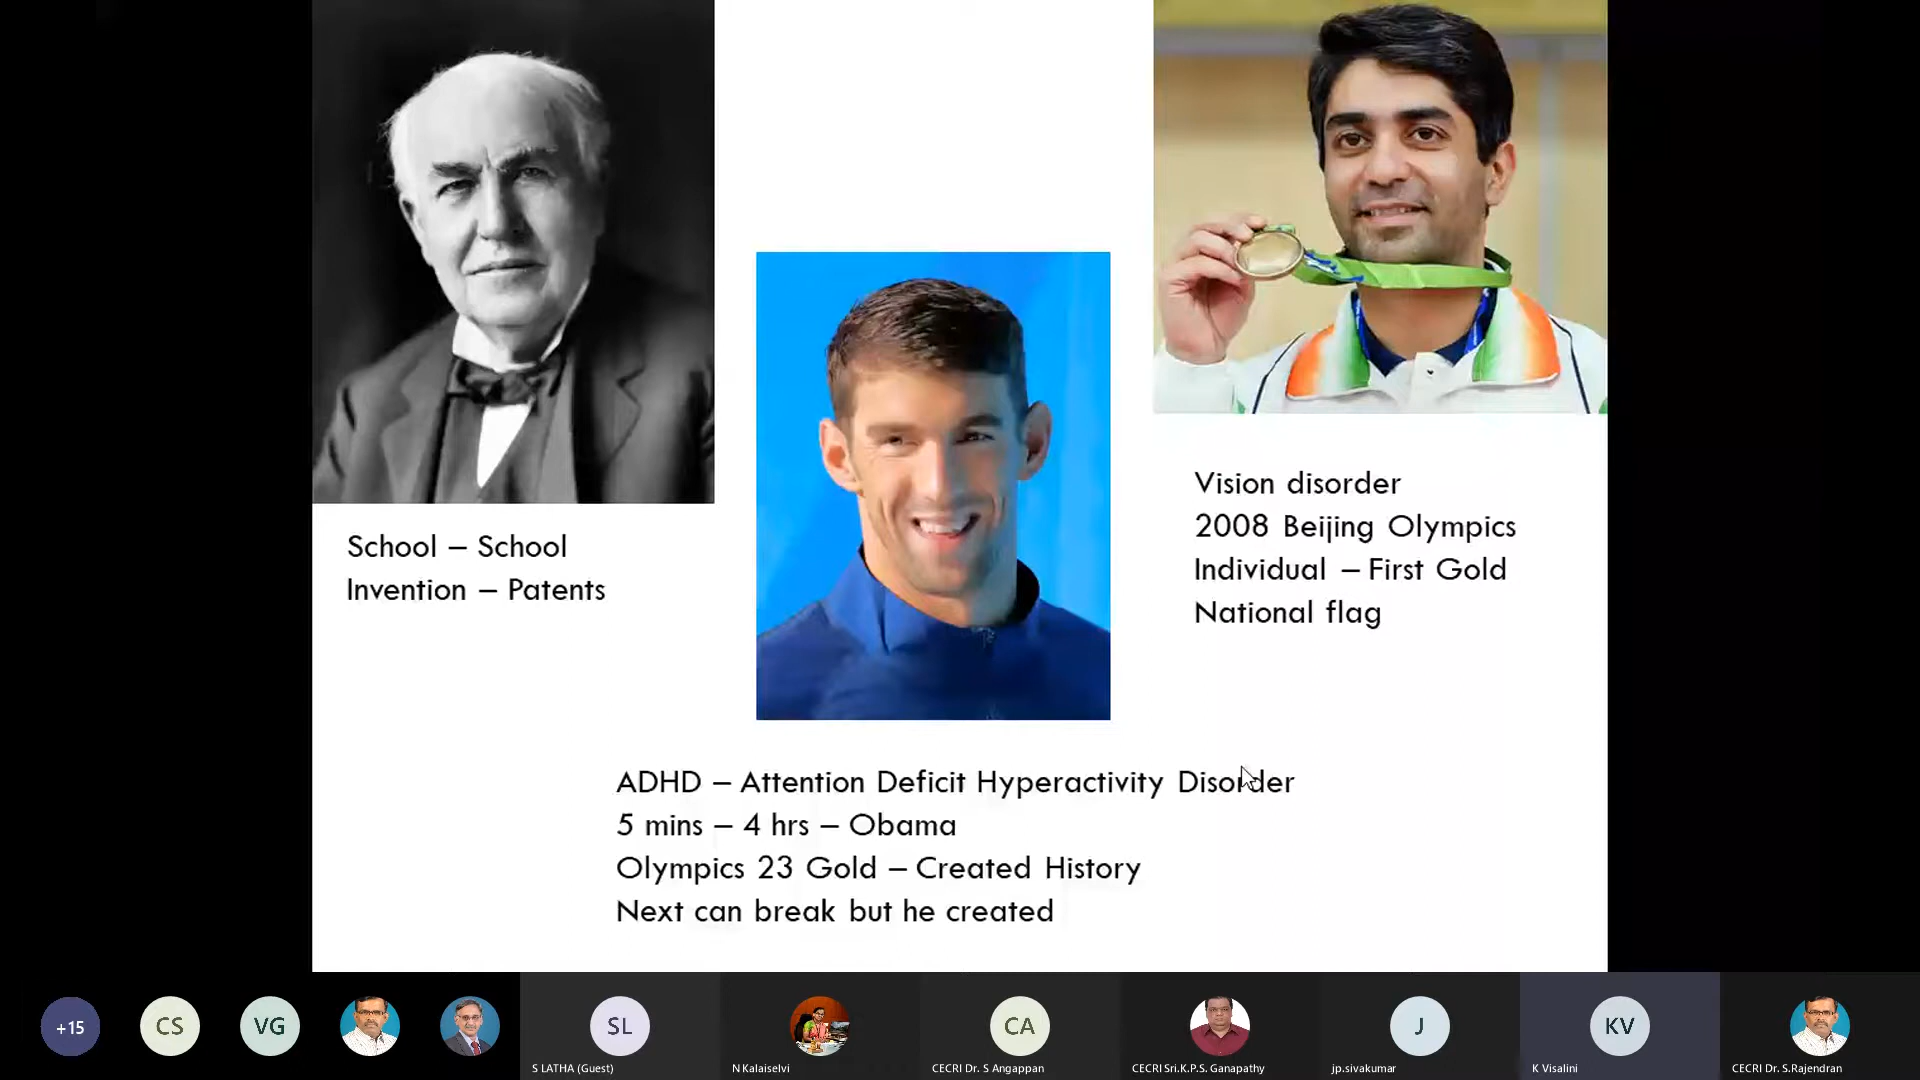 School – School
Invention – Patents
Vision disorder
2008 Beijing Olympics
Individual – First Gold
National flag
ADHD – Attention Deficit Hyperactivity Disorder
5 mins – 4 hrs – Obama
Olympics 23 Gold – Created History
Next can break but he created
+15
CS
VG
SL
CA
J
KV
S LATHA (Guest)
N Kalaiselvi
CECRI Dr. S Angappan
CECRI Sri.K.P.S. Ganapathy
jp.sivakumar
K Visalini
CECRI Dr. S.Rajendran